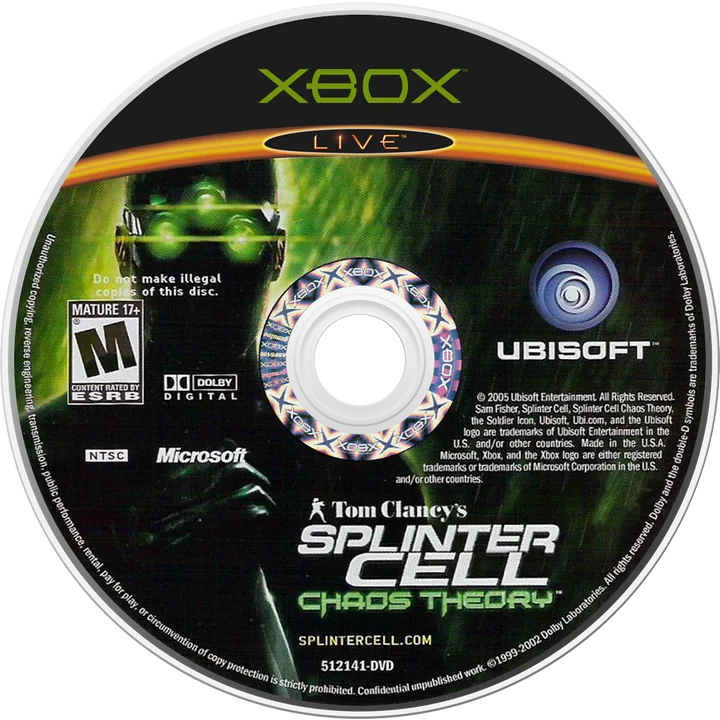 XBOX™
LIVE™
Do not make illegal
copies of this disc.
MATURE 17+
M
CONTENT RATED BY
ESRB
DOLBY
DIGITAL
NTSC
Microsoft
XBOX
UBISOFT™
© 2005 Ubisoft Entertainment. All Rights Reserved.
Sam Fisher, Splinter Cell, Splinter Cell Chaos Theory,
the Soldier Icon, Ubisoft, Ubi.com, and the Ubisoft
logo are trademarks of Ubisoft Entertainment in the
U.S. and/or other countries. Made in the U.S.A.
Microsoft, Xbox, and the Xbox logo are either registered
trademarks or trademarks of Microsoft Corporation in the U.S.
and/or other countries.
Tom Clancy's
SPLINTER
CELL
CHAOS THEORY™
SPLINTERCELL.COM
512141-DVD
Unauthorized copying, reverse engineering, transmission, public performance, rental, pay for play, or circumvention of copy protection is strictly prohibited. Confidential unpublished work. ©1999-2002 Dolby Laboratories. All rights reserved. Dolby and the double-D symbols are trademarks of Dolby Laboratories.